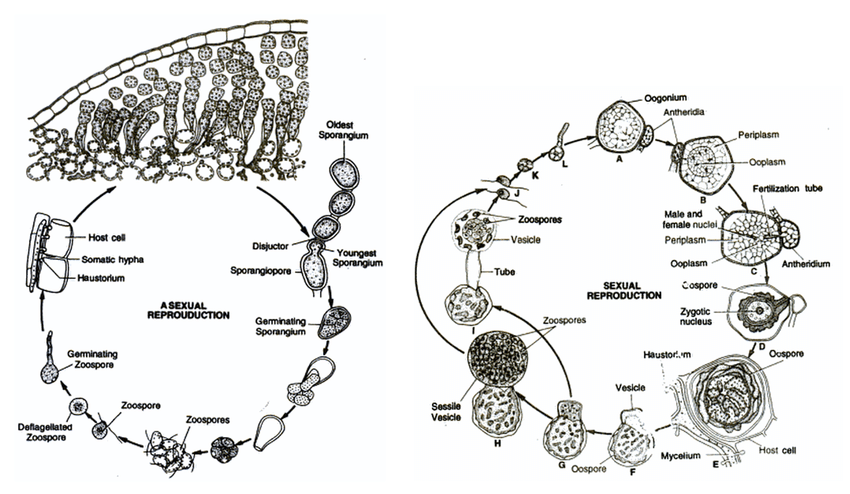 Oldest
Sporangium
Disjuctor
Youngest
Sporangium
Sporangiopore
Host cell
Somatic hypha
Haustorium
ASEXUAL
REPROUDUCTION
Germinating
Sporangium
Germinating
Zoospore
Zoospore
Zoospores
Deflagellated
Zoospore
Oogonium
Antheridia
A
Periplasm
Ooplasm
B
Fertilization tube
Male and
female nuclei
Periplasm
Ooplasm
Antheridium
C
Oospore
Zygotic
nucleus
D
Haustorium
Oospore
Host cell
Mycelium
E
Vesicle
Oospore
F
G
Zoospores
Sessile
Vesicle
H
Zoospores
Vesicle
Tube
I
J
K
L
SEXUAL
REPRODUCTION